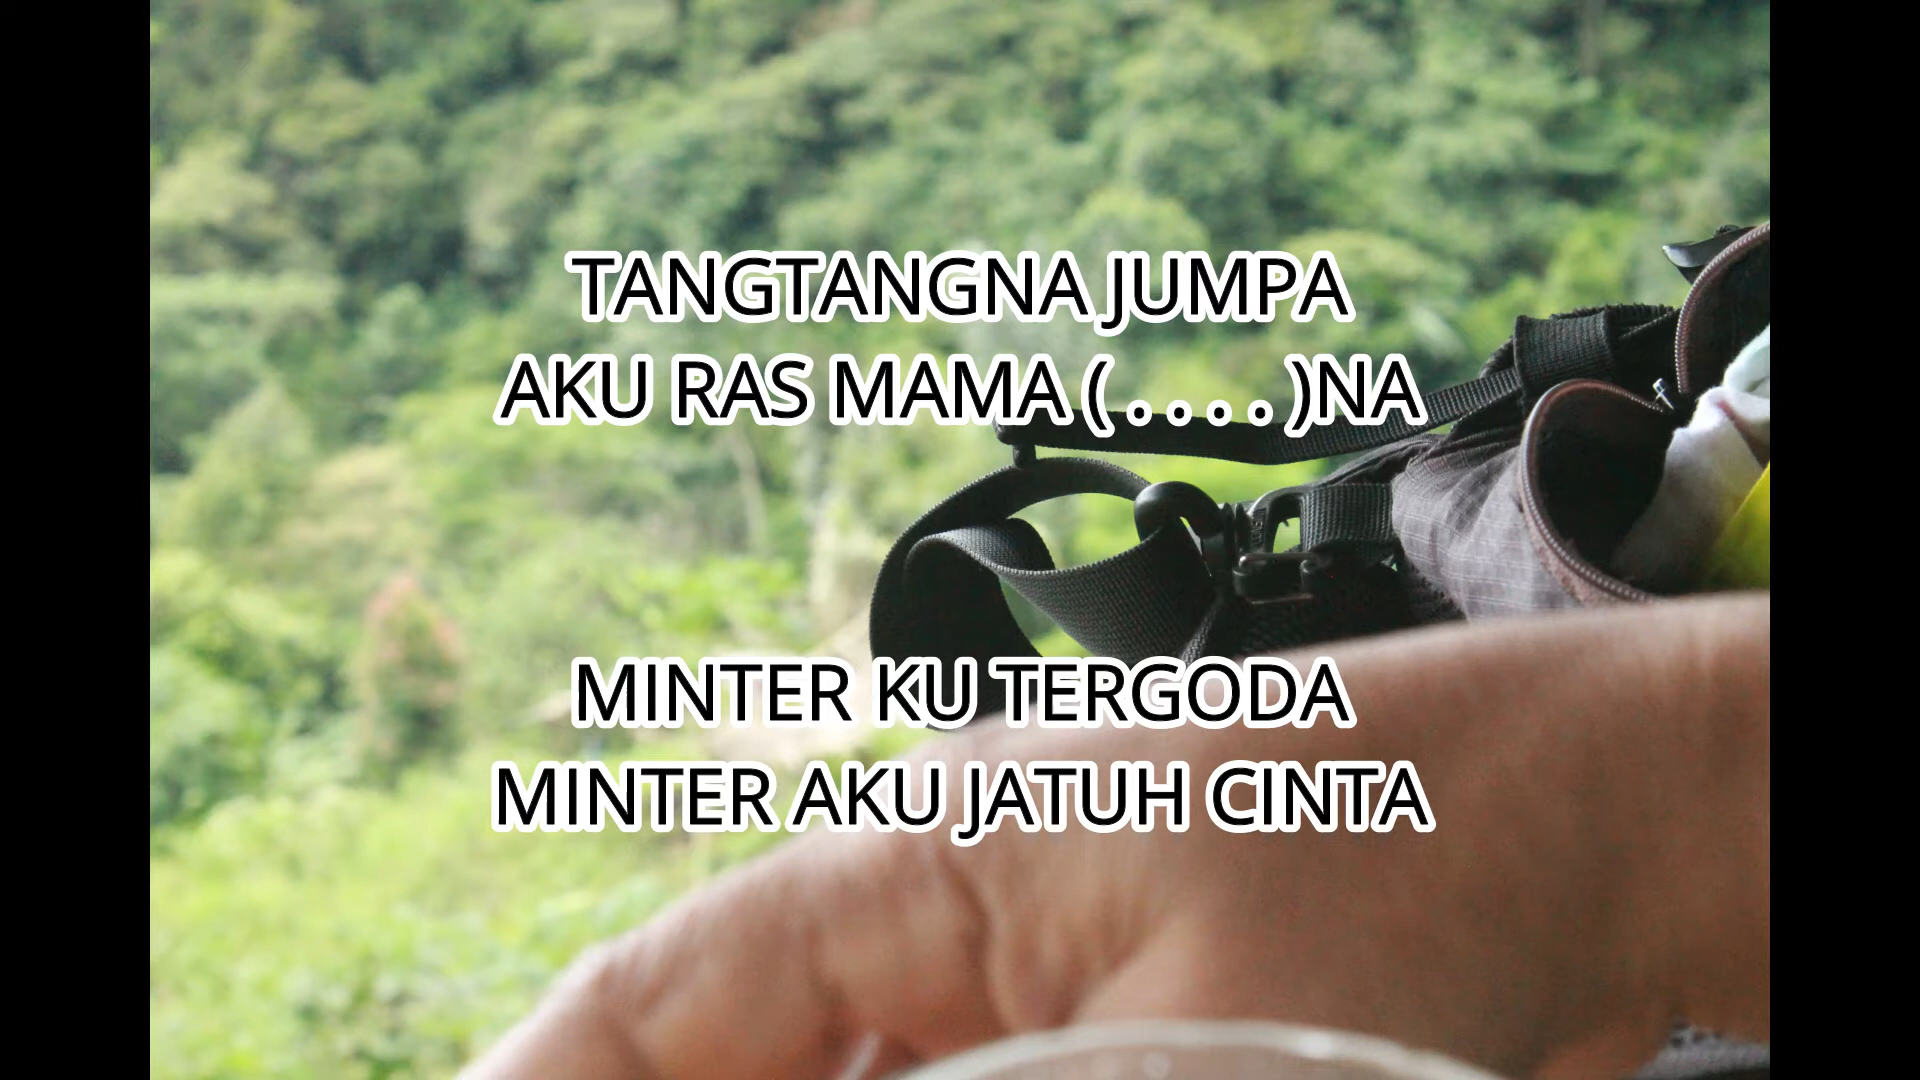 TANGTANGNA JUMPA
AKU RAS MAMA ( . . . . )NA
MINTER KU TERGODA
MINTER AKU JATUH CINTA